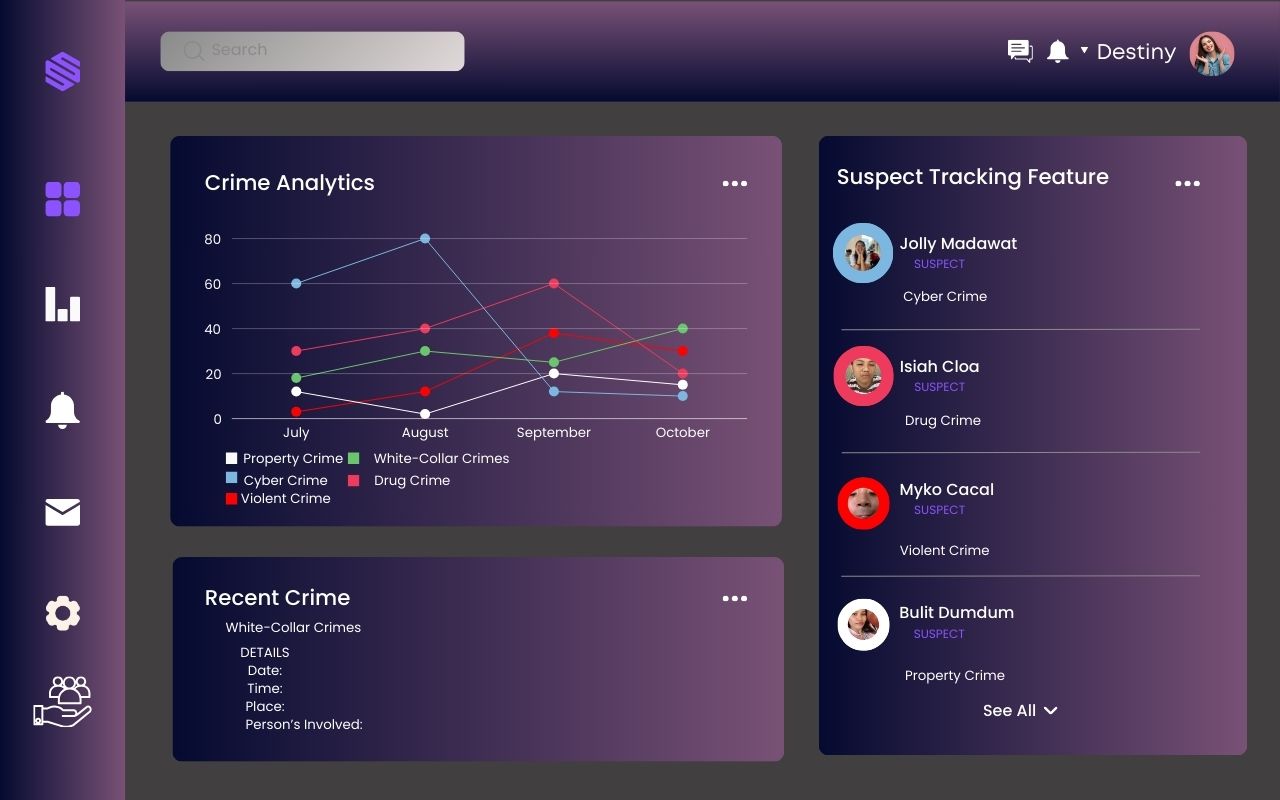 Search
Destiny
Crime Analytics
80
60
40
20
0
July August September October
Property Crime White-Collar Crimes
Cyber Crime Drug Crime
Violent Crime
Recent Crime
White-Collar Crimes
DETAILS
Date:
Time:
Place:
Person’s Involved:
Suspect Tracking Feature
Jolly Madawat
SUSPECT
Cyber Crime
Isiah Cloa
SUSPECT
Drug Crime
Myko Cacal
SUSPECT
Violent Crime
Bulit Dumdum
SUSPECT
Property Crime
See All